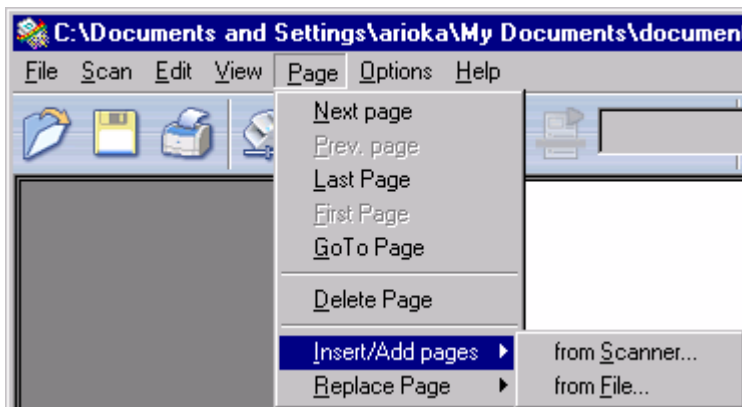 C:\Documents and Settings\arioka\My Documents\documen
File Scan Edit View Page Options Help
Next page
Prev. page
Last Page
First Page
GoTo Page
Delete Page
Insert/Add pages from Scanner...
Replace Page from File...